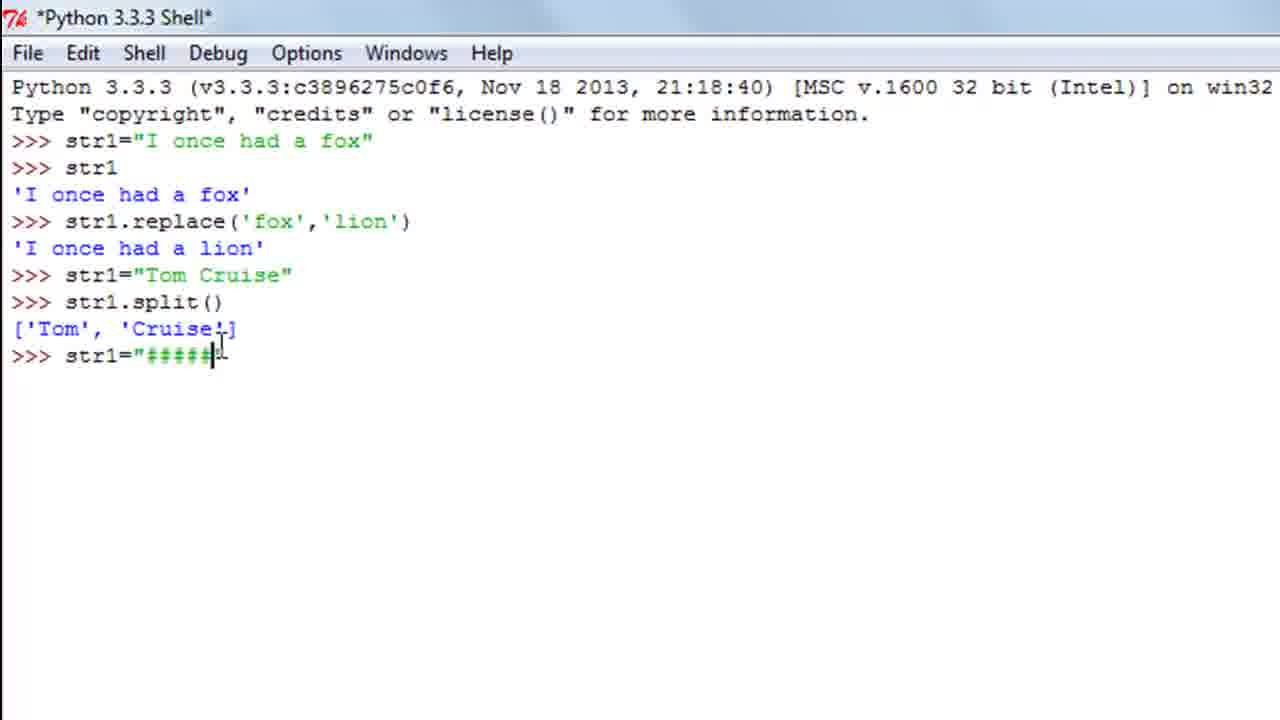 *Python 3.3.3 Shell*
File Edit Shell Debug Options Windows Help
Python 3.3.3 (v3.3.3:c3896275c0f6, Nov 18 2013, 21:18:40) [MSC v.1600 32 bit (Intel)] on win32
Type "copyright", "credits" or "license()" for more information.
>>> str1="I once had a fox"
>>> str1
'I once had a fox'
>>> str1.replace('fox','lion')
'I once had a lion'
>>> str1="Tom Cruise"
>>> str1.split()
['Tom', 'Cruise']
>>> str1="#####"